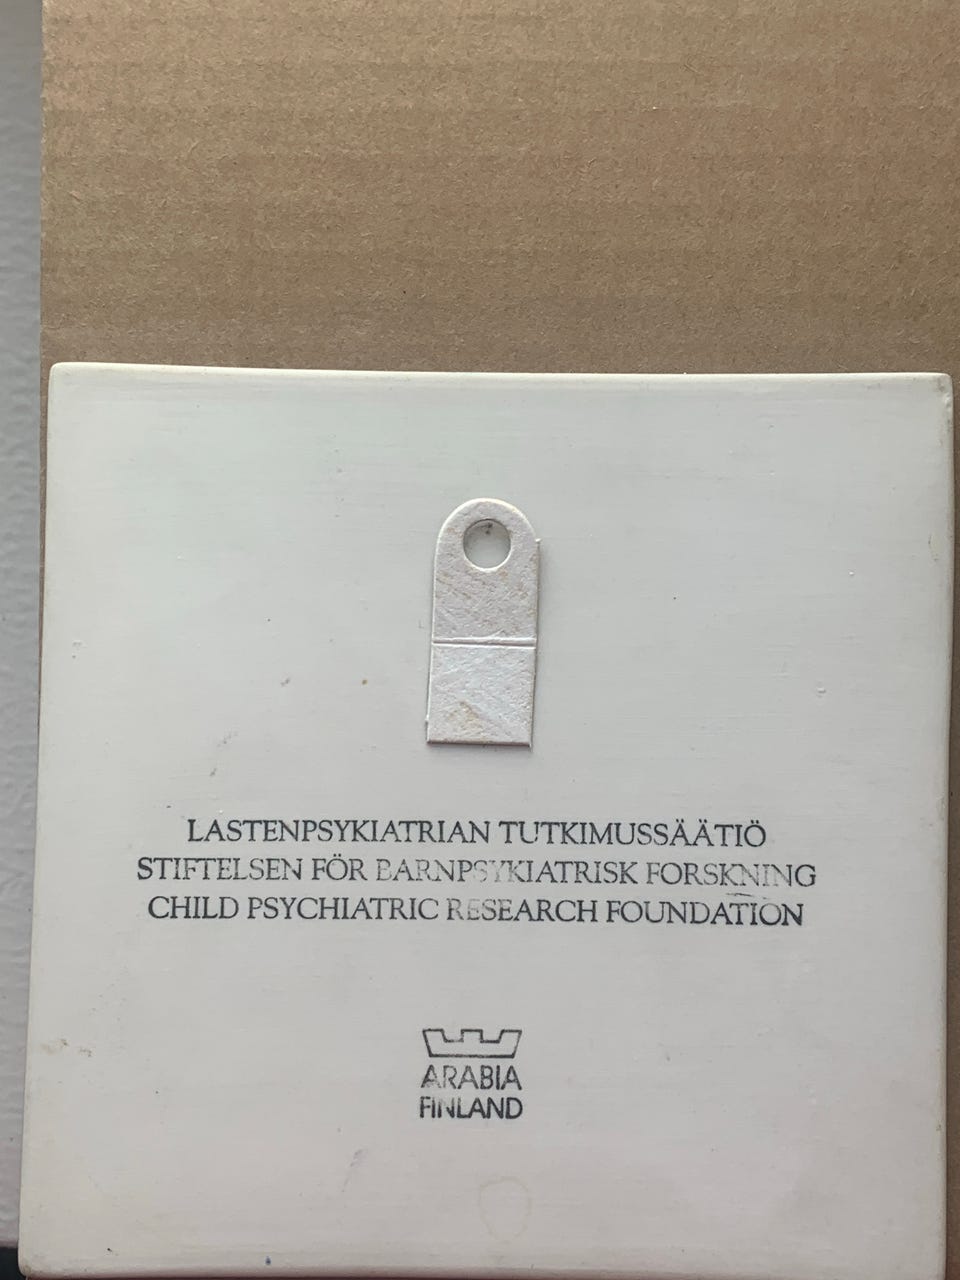 LASTENPSYKIATRIAN TUTKIMUSSÄÄTIÖ
STIFTELSEN FÖR BARNPSYKIATRISK FORSKNING
CHILD PSYCHIATRIC RESEARCH FOUNDATION
ARABIA
FINLAND